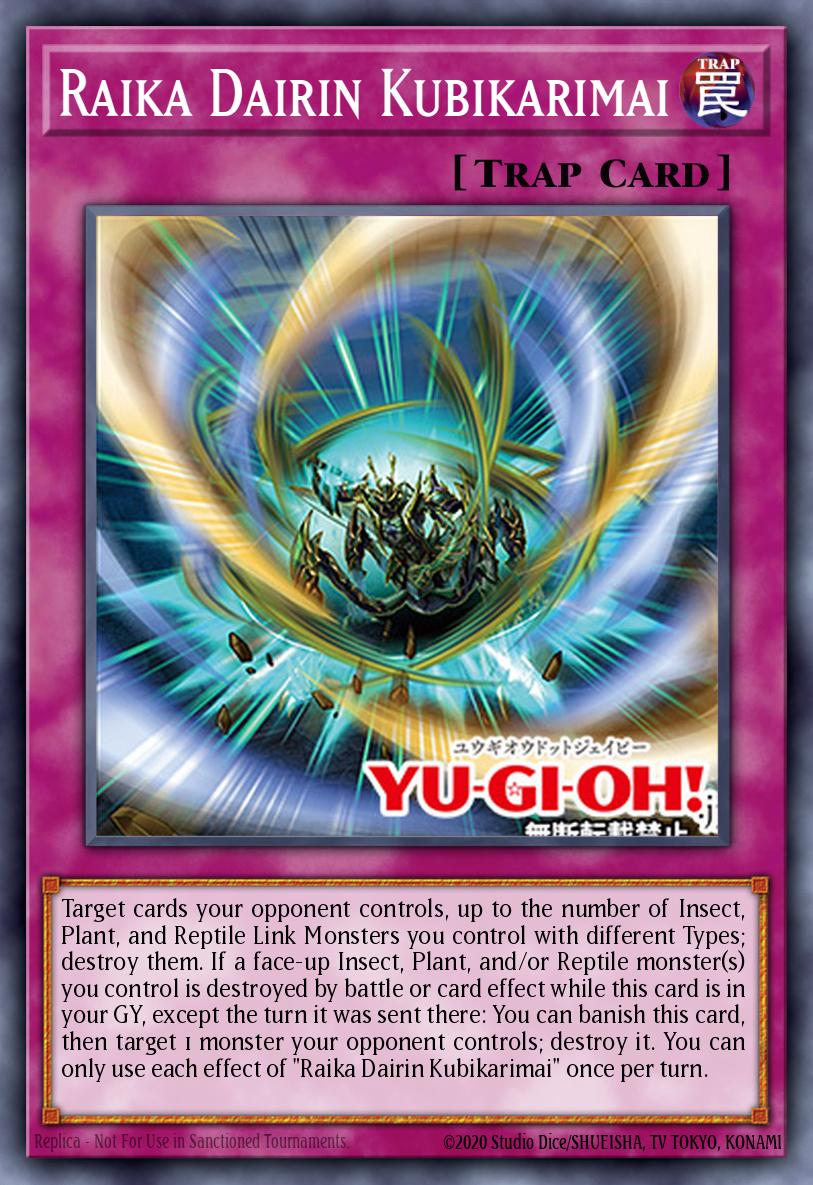 RAIKA DAIRIN KUBIKARIMAI
TRAP
罠
[TRAP CARD]
ユウギオウドットジェイピー
YU-GI-OH!
.j
無断転載禁止
Target cards your opponent controls, up to the number of Insect,
Plant, and Reptile Link Monsters you control with different Types;
destroy them. If a face-up Insect, Plant, and/or Reptile monster(s)
you control is destroyed by battle or card effect while this card is in
your GY, except the turn it was sent there: You can banish this card,
then target 1 monster your opponent controls; destroy it. You can
only use each effect of "Raika Dairin Kubikarimai" once per turn.
Replica - Not For Use in Sanctioned Tournaments.
©2020 Studio Dice/SHUEISHA, TV TOKYO, KONAMI